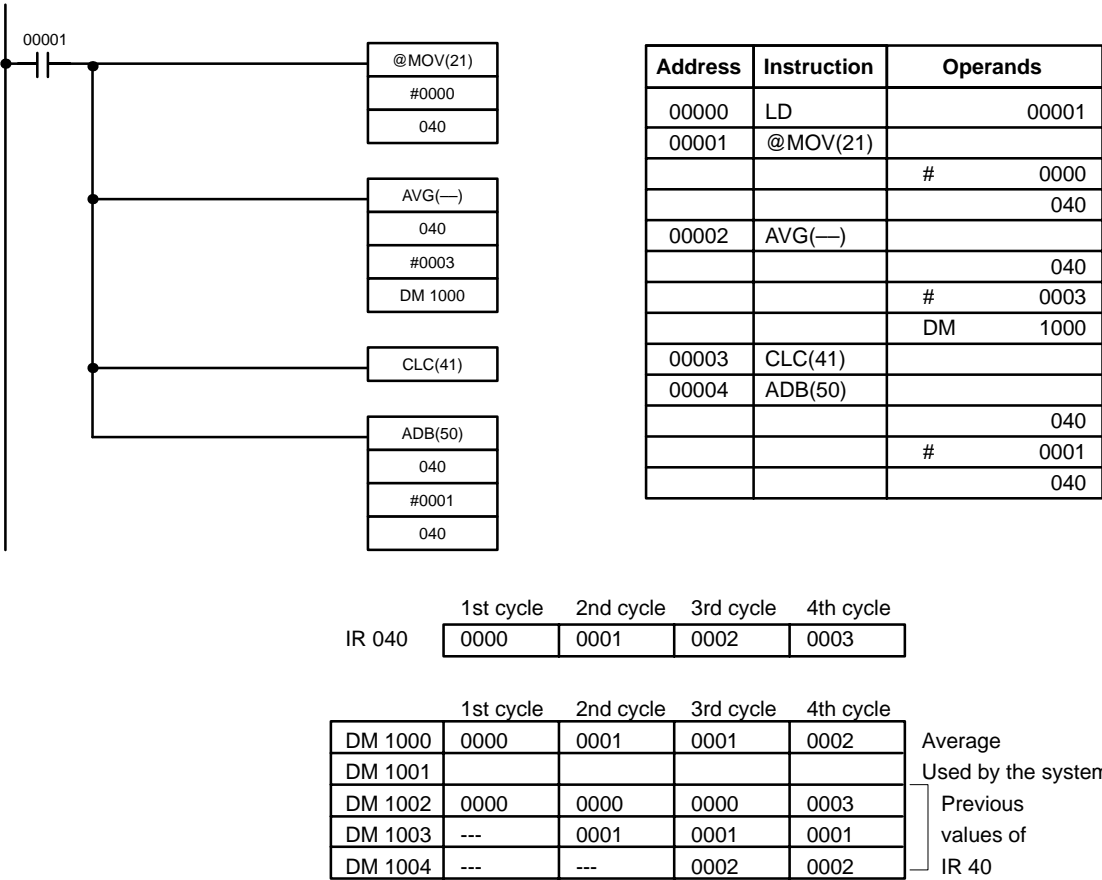 00001
@MOV(21)
#0000
040
AVG(––)
040
#0003
DM 1000
CLC(41)
ADB(50)
040
#0001
040
Address Instruction Operands
00000 LD 00001
00001 @MOV(21)
# 0000
040
00002 AVG(––)
040
# 0003
DM 1000
00003 CLC(41)
00004 ADB(50)
040
# 0001
040
1st cycle 2nd cycle 3rd cycle 4th cycle
IR 040 0000 0001 0002 0003
1st cycle 2nd cycle 3rd cycle 4th cycle
DM 1000 0000 0001 0001 0002 Average
DM 1001 Used by the system
DM 1002 0000 0000 0000 0003 Previous
DM 1003 --- 0001 0001 0001 values of
DM 1004 --- --- 0002 0002 IR 40